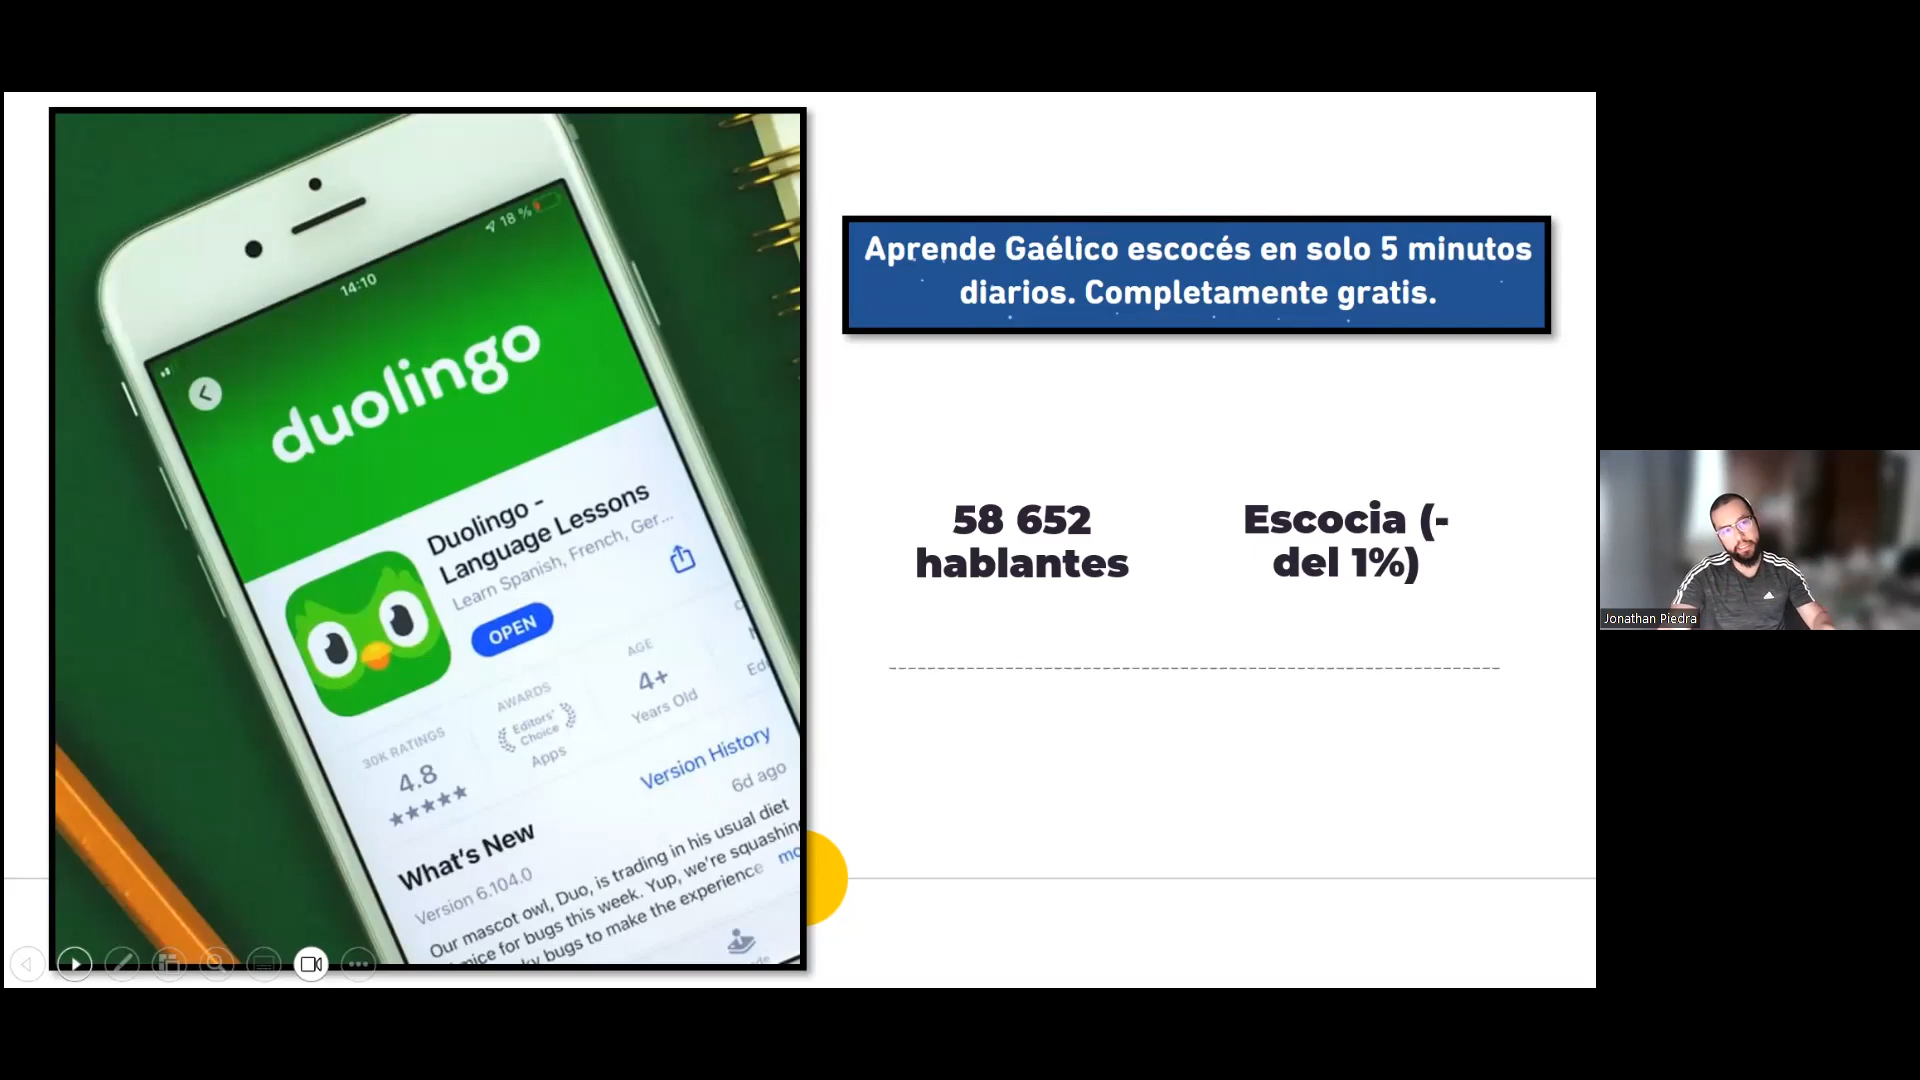 18 %
14:10
duolingo
Duolingo -
Language Lessons
Learn Spanish, French, Ger...
OPEN
30K RATINGS
4.8
★★★★★
AWARDS
Editors'
Choice
Apps
AGE
4+
Years Old
What's New
Version History
Version 6.104.0
6d ago
Our mascot owl, Duo, is trading in his usual diet
mice for bugs this week. Yup, we're squashing
bugs to make the experience
Aprende Gaélico escocés en solo 5 minutos
diarios. Completamente gratis.
58 652
hablantes
Escocia (-
del 1%)
Jonathan Piedra